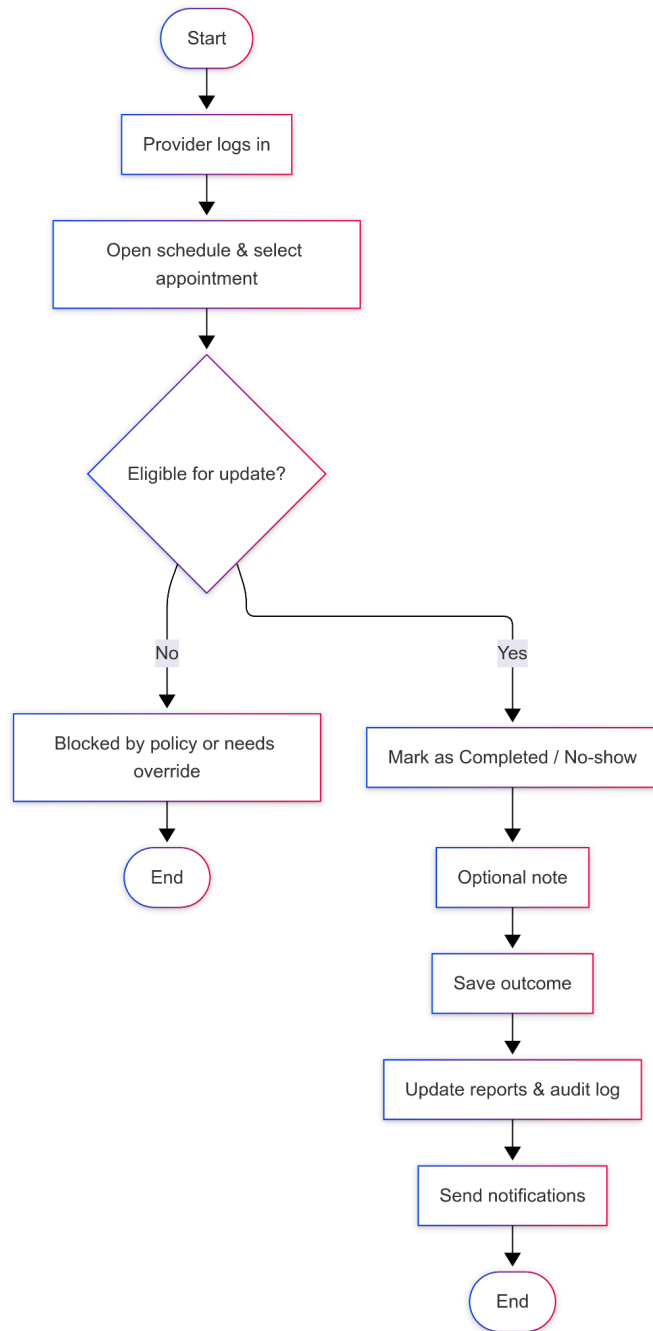 Start
Provider logs in
Open schedule & select
appointment
Eligible for update?
No
Yes
Blocked by policy or needs
override
Mark as Completed / No-show
End
Optional note
Save outcome
Update reports & audit log
Send notifications
End